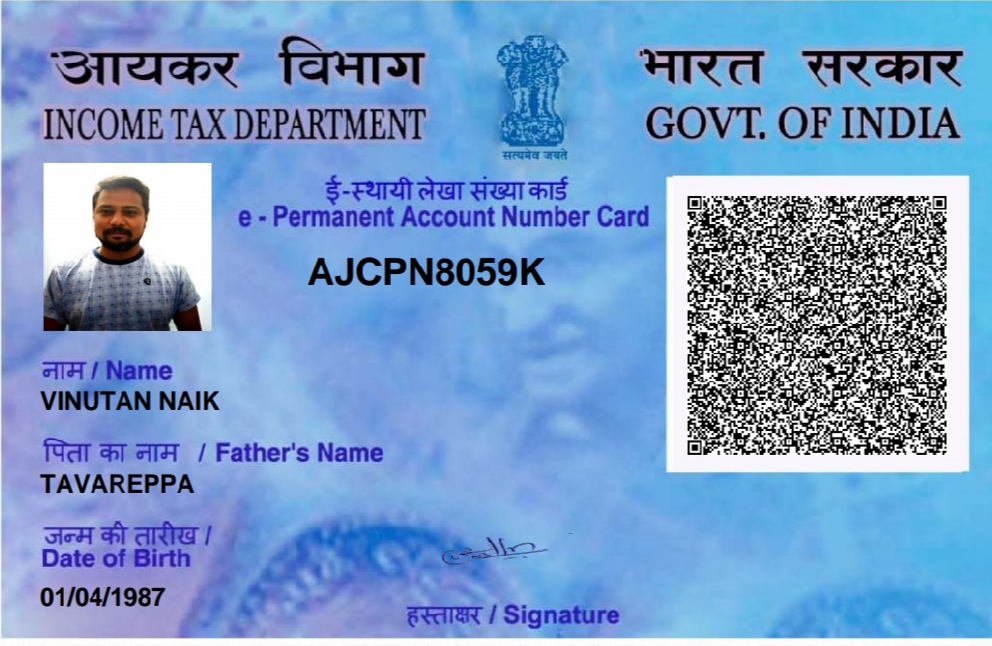 आयकर विभाग
INCOME TAX DEPARTMENT
सत्यमेव जयते
भारत सरकार
GOVT. OF INDIA
ई-स्थायी लेखा संख्या कार्ड
e - Permanent Account Number Card
AJCPN8059K
नाम / Name
VINUTAN NAIK
पिता का नाम / Father's Name
TAVAREPPA
जन्म की तारीख /
Date of Birth
01/04/1987
हस्ताक्षर / Signature